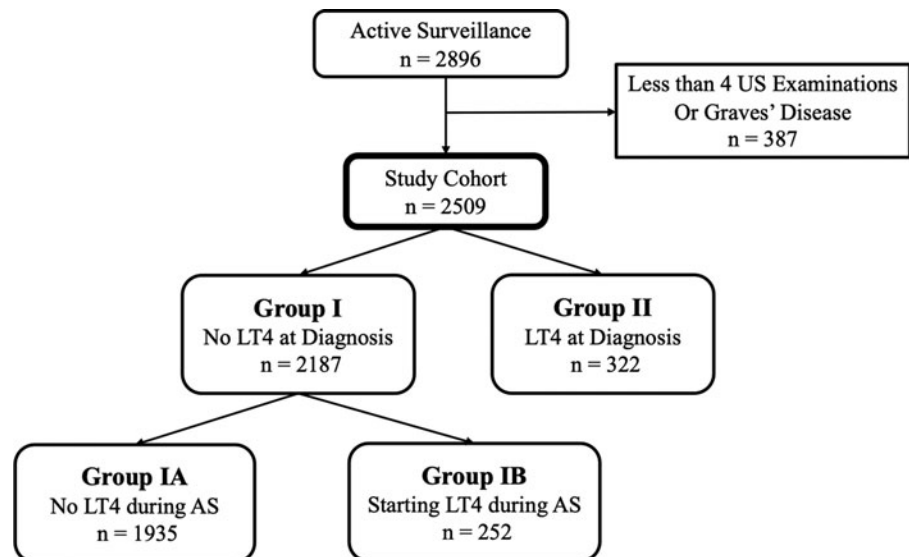 Active Surveillance
n = 2896
Less than 4 US Examinations
Or Graves’ Disease
n = 387
Study Cohort
n = 2509
Group I
No LT4 at Diagnosis
n = 2187
Group II
LT4 at Diagnosis
n = 322
Group IA
No LT4 during AS
n = 1935
Group IB
Starting LT4 during AS
n = 252